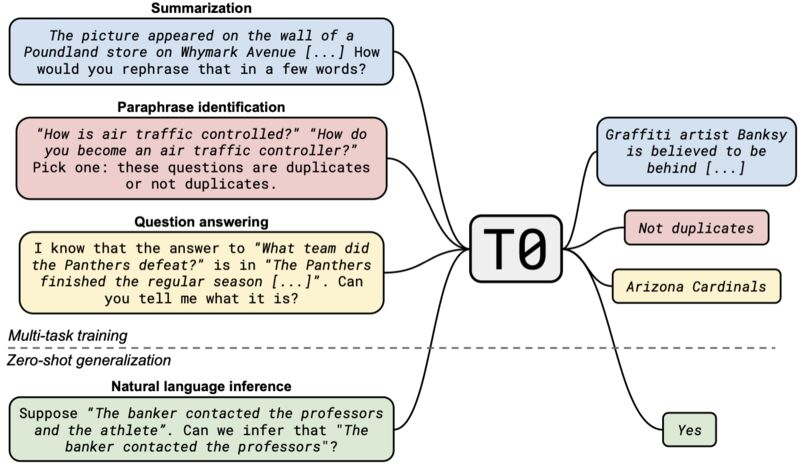 Summarization
The picture appeared on the wall of a
Poundland store on Whymark Avenue [...] How
would you rephrase that in a few words?
Paraphrase identification
“How is air traffic controlled?” “How do
you become an air traffic controller?”
Pick one: these questions are duplicates
or not duplicates.
Question answering
I know that the answer to “What team did
the Panthers defeat?” is in “The Panthers
finished the regular season [...]”. Can
you tell me what it is?
Multi-task training
Zero-shot generalization
Natural language inference
Suppose “The banker contacted the professors
and the athlete”. Can we infer that "The
banker contacted the professors"?
T0
Graffiti artist Banksy
is believed to be
behind [...]
Not duplicates
Arizona Cardinals
Yes